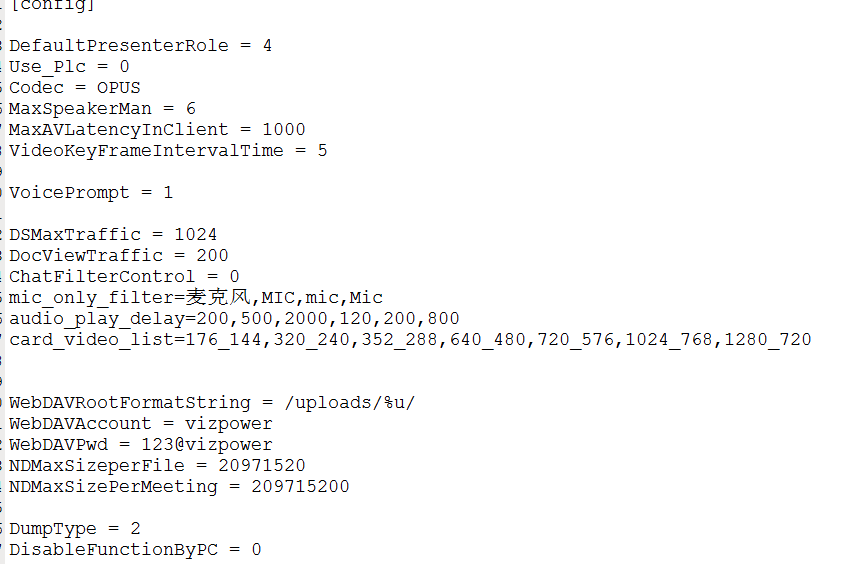 [config]
DefaultPresenterRole = 4
Use_Plc = 0
Codec = OPUS
MaxSpeakerMan = 6
MaxAVLatencyInClient = 1000
VideoKeyFrameIntervalTime = 5
VoicePrompt = 1
DSMaxTraffic = 1024
DocViewTraffic = 200
ChatFilterControl = 0
mic_only_filter=麦克风,MIC,mic,Mic
audio_play_delay=200,500,2000,120,200,800
card_video_list=176_144,320_240,352_288,640_480,720_576,1024_768,1280_720
WebDAVRootFormatString = /uploads/%u/
WebDAVAccount = vizpower
WebDAVPwd = 123@vizpower
NDMaxSizeperFile = 20971520
NDMaxSizePerMeeting = 209715200
DumpType = 2
DisableFunctionByPC = 0